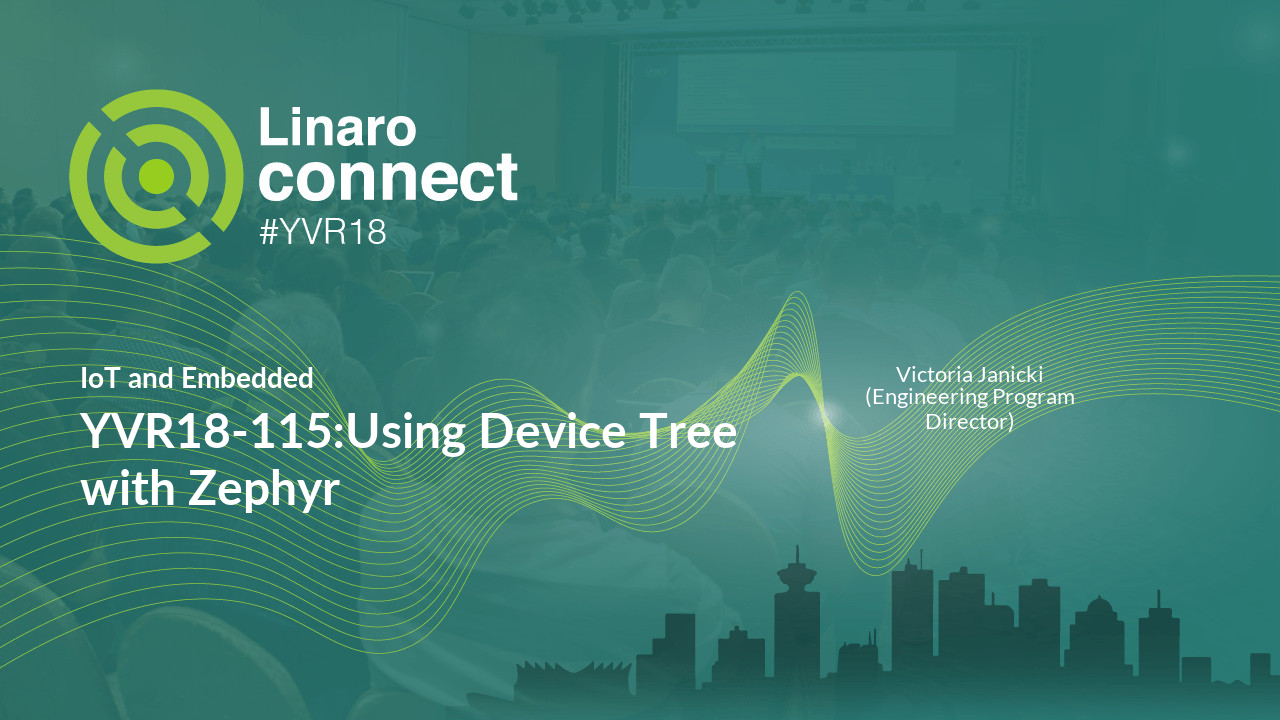 Linaro
connect
#YVR18
IoT and Embedded
YVR18-115:Using Device Tree
with Zephyr
Victoria Janicki
(Engineering Program
Director)